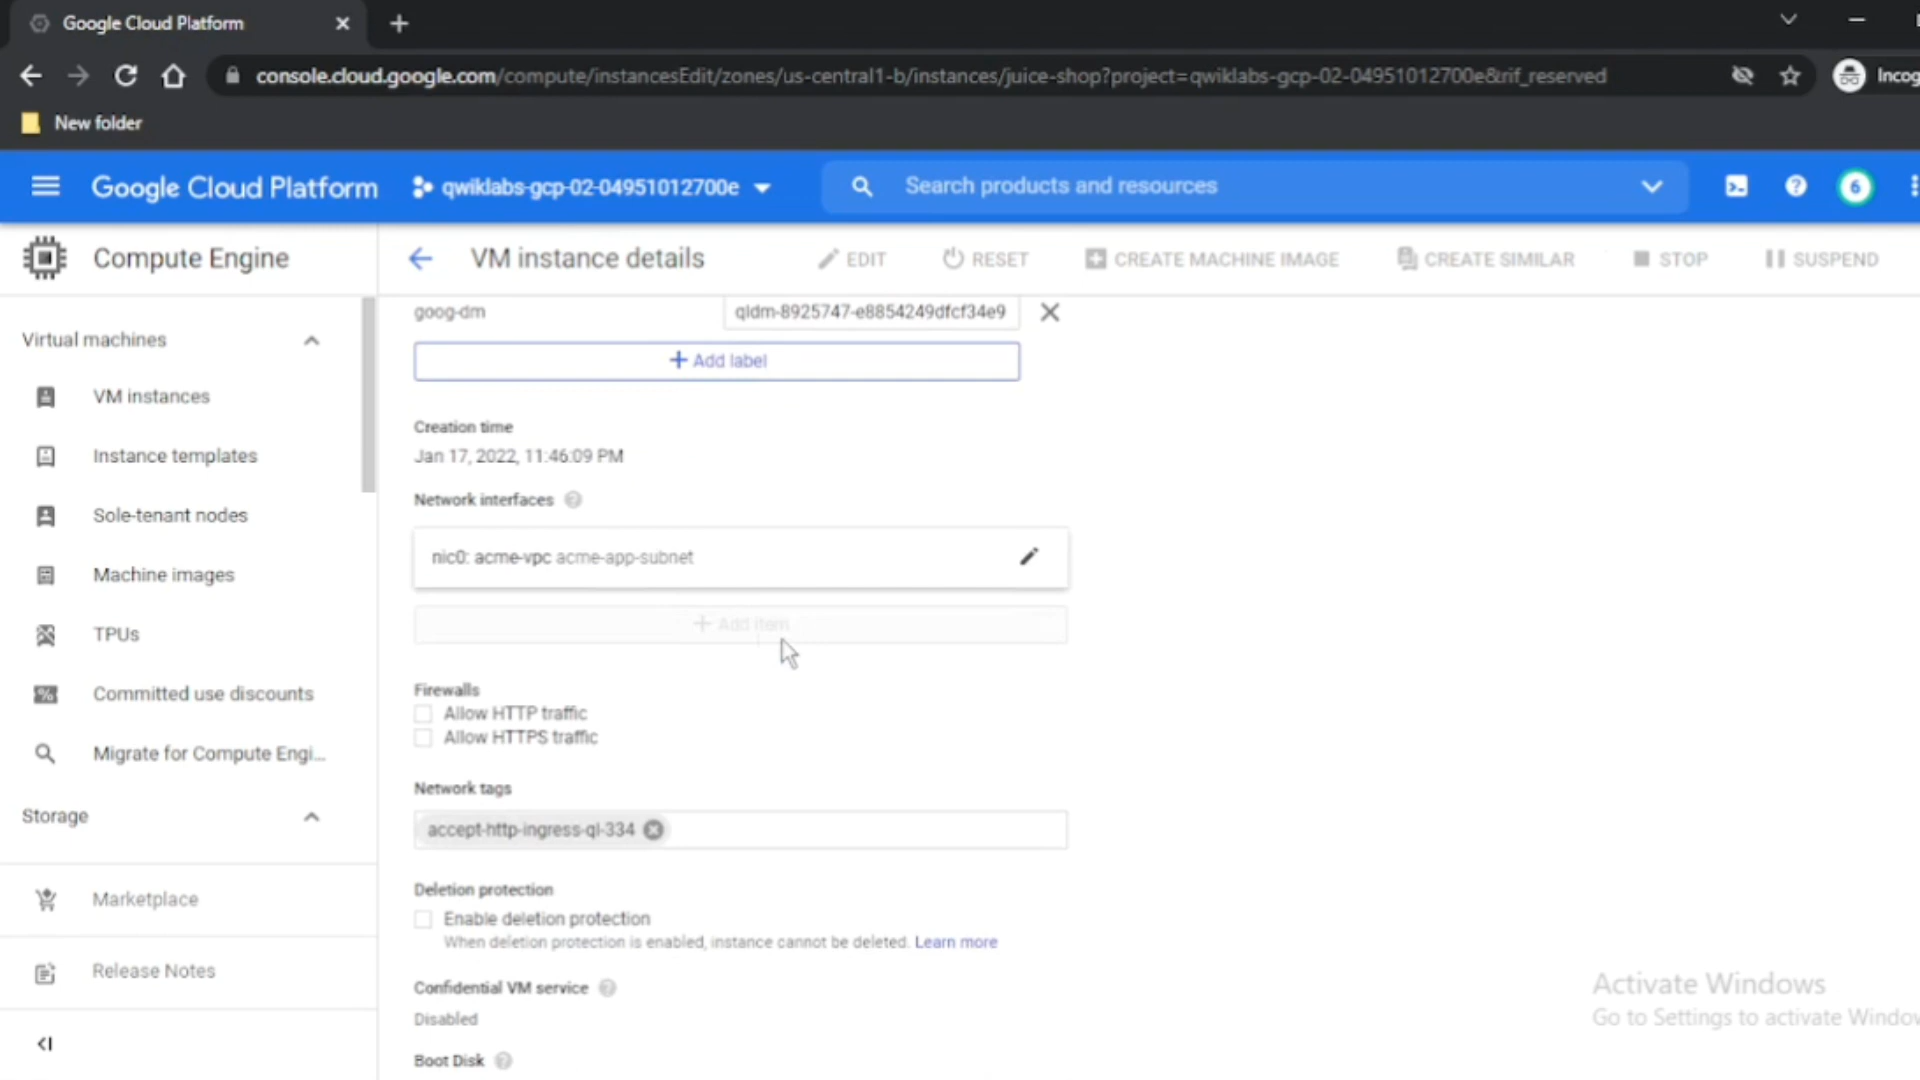 Google Cloud Platform
console.cloud.google.com/compute/instancesEdit/zones/us-central1-b/instances/juice-shop?project=qwiklabs-gcp-02-04951012700e&rif_reserved
Incog
New folder
Google Cloud Platform
qwiklabs-gcp-02-04951012700e
Search products and resources
6
Compute Engine
VM instance details
EDIT
RESET
CREATE MACHINE IMAGE
CREATE SIMILAR
STOP
SUSPEND
Virtual machines
VM instances
Instance templates
Sole-tenant nodes
Machine images
TPUs
Committed use discounts
Migrate for Compute Engi...
Storage
Marketplace
Release Notes
goog-dm
qldm-8925747-e8854249dfcf34e9
Add label
Creation time
Jan 17, 2022, 11:46:09 PM
Network interfaces
nic0: acme-vpc acme-app-subnet
Add item
Firewalls
Allow HTTP traffic
Allow HTTPS traffic
Network tags
accept-http-ingress-ql-334
Deletion protection
Enable deletion protection
When deletion protection is enabled, instance cannot be deleted. Learn more
Confidential VM service
Disabled
Boot Disk
Activate Windows
Go to Settings to activate Window